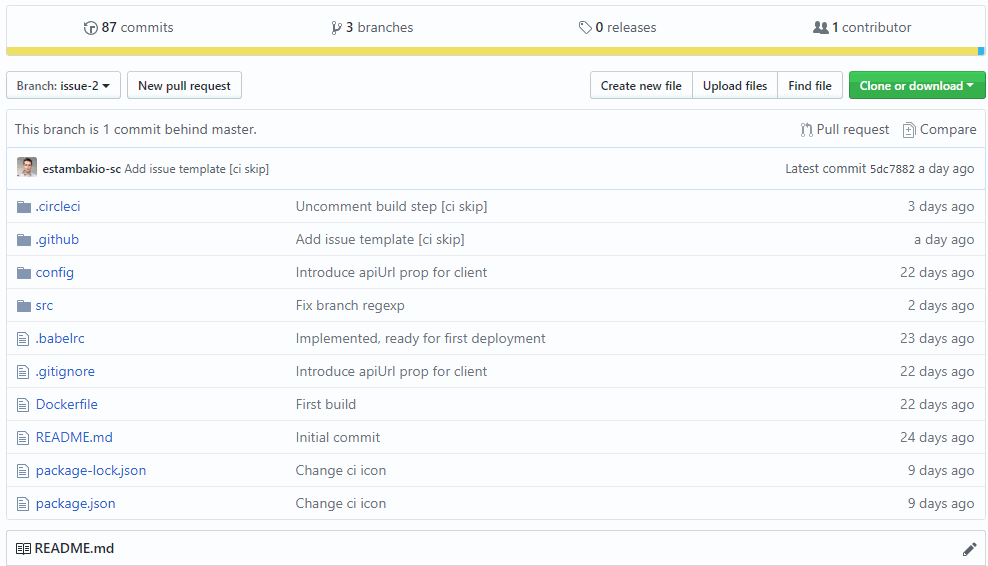 87 commits 3 branches 0 releases 1 contributor
Branch: issue-2 New pull request Create new file Upload files Find file Clone or download
This branch is 1 commit behind master. Pull request Compare
estambakio-sc Add issue template [ci skip] Latest commit 5dc7882 a day ago
.circleci Uncomment build step [ci skip] 3 days ago
.github Add issue template [ci skip] a day ago
config Introduce apiUrl prop for client 22 days ago
src Fix branch regexp 2 days ago
.babelrc Implemented, ready for first deployment 23 days ago
.gitignore Introduce apiUrl prop for client 22 days ago
Dockerfile First build 22 days ago
README.md Initial commit 24 days ago
package-lock.json Change ci icon 9 days ago
package.json Change ci icon 9 days ago
README.md